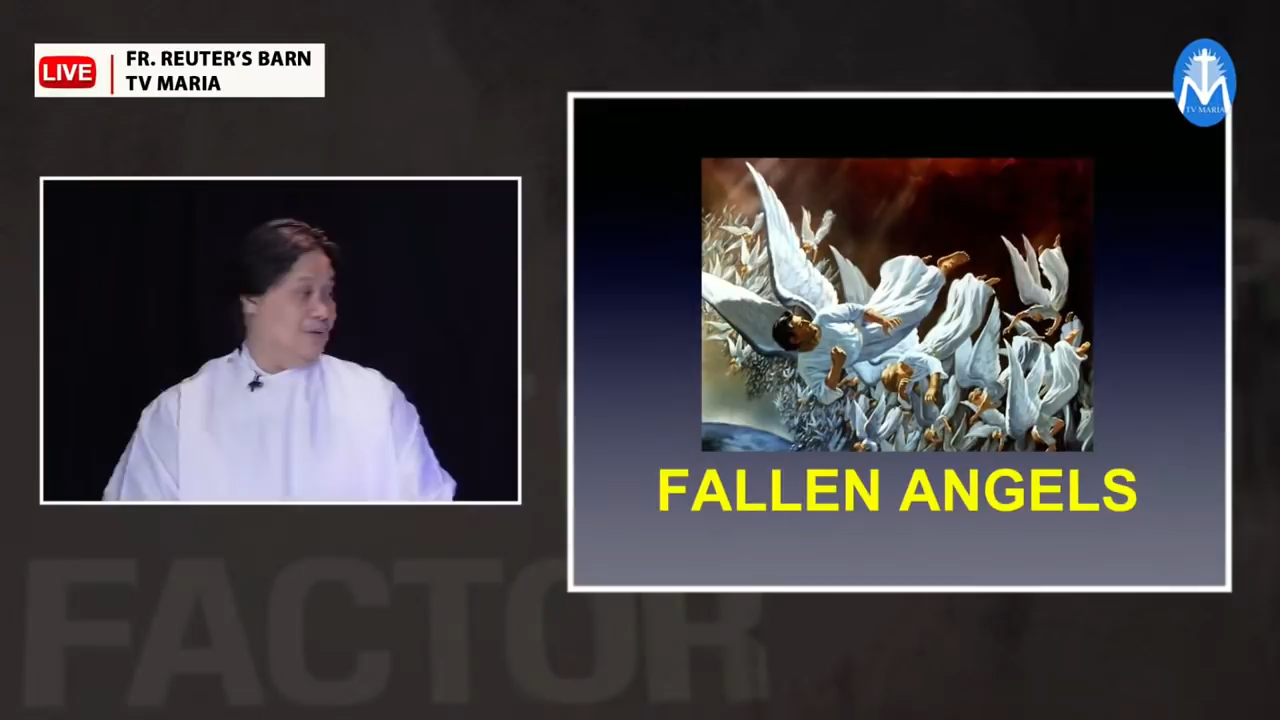 LIVE
FR. REUTER'S BARN
TV MARIA
TV MARIA
FALLEN ANGELS
FACTOR